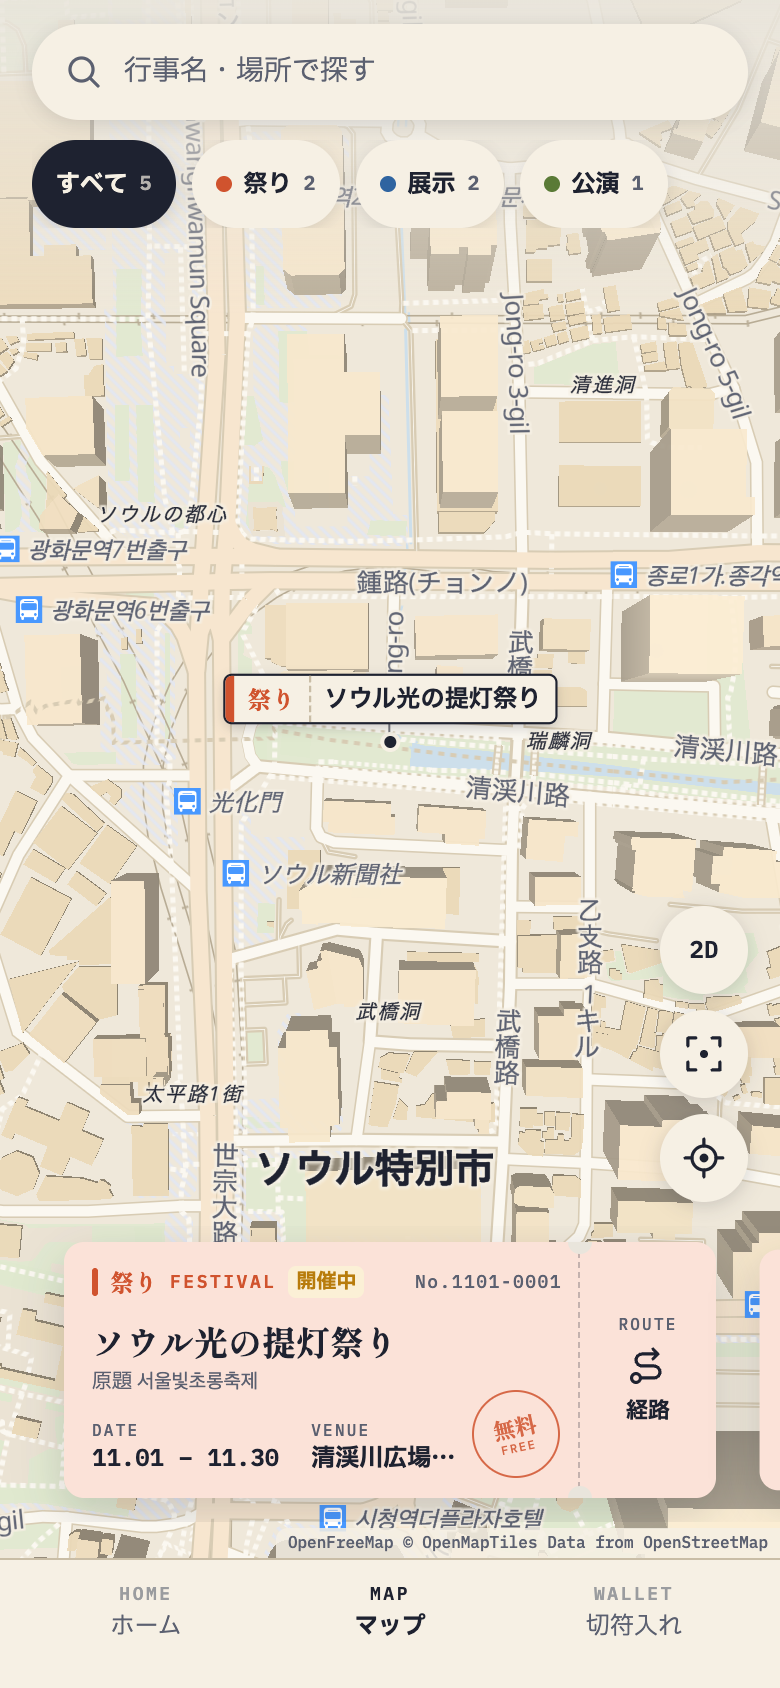 行事名・場所で探す
すべて 5
祭り 2
展示 2
公演 1
wamun Square
Jong-ro 3-gil
Jong-ro 5-gil
清進洞
ソウルの都心
광화문역7번출구
종로1가.종각역
광화문역6번출구
鍾路(チョンノ)
ng-ro
武橋
祭り ソウル光の提灯祭り
瑞麟洞
清渓川路
清渓川路
光化門
ソウル新聞社
乙支路1キル
2D
武橋洞
武橋路
太平路1街
世宗大路
ソウル特別市
祭り FESTIVAL 開催中 No.1101-0001
ソウル光の提灯祭り
原題 서울빛초롱축제
DATE
11.01 – 11.30
VENUE
清渓川広場…
無料
FREE
ROUTE
経路
gil
시청역더플라자호텔
OpenFreeMap © OpenMapTiles Data from OpenStreetMap
HOME
ホーム
MAP
マップ
WALLET
切符入れ